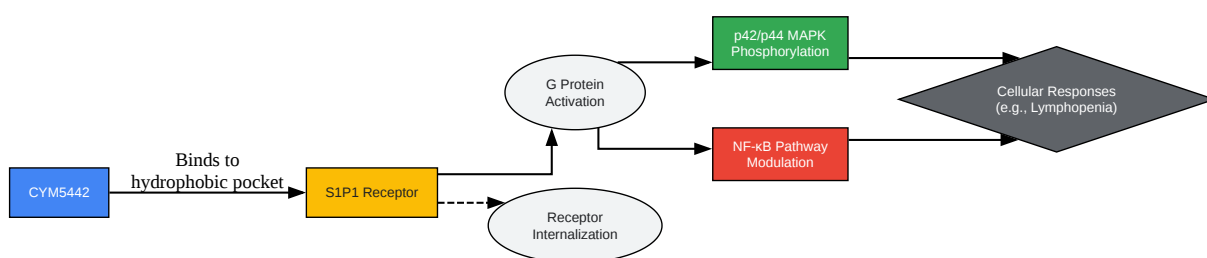 CYM5442
Binds to
hydrophobic pocket
S1P1 Receptor
G Protein
Activation
Receptor
Internalization
p42/p44 MAPK
Phosphorylation
NF-κB Pathway
Modulation
Cellular Responses
(e.g., Lymphopenia)